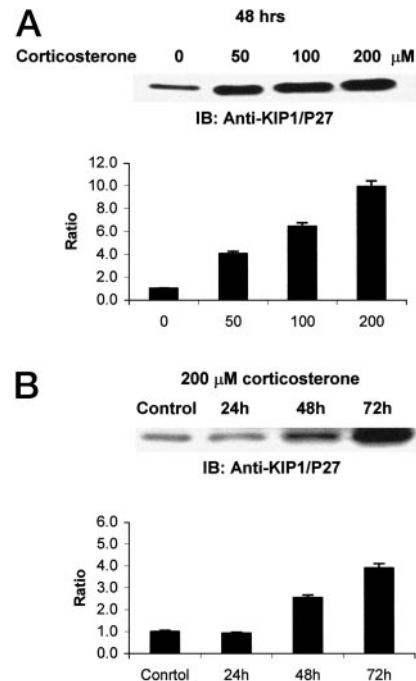 A
48 hrs
Corticosterone 0 50 100 200 µM
IB: Anti-KIP1/P27
12.0
10.0
8.0
6.0
4.0
2.0
0.0
Ratio
0 50 100 200
B
200 µM corticosterone
Control 24h 48h 72h
IB: Anti-KIP1/P27
6.0
5.0
4.0
3.0
2.0
1.0
0.0
Ratio
Conrtol 24h 48h 72h